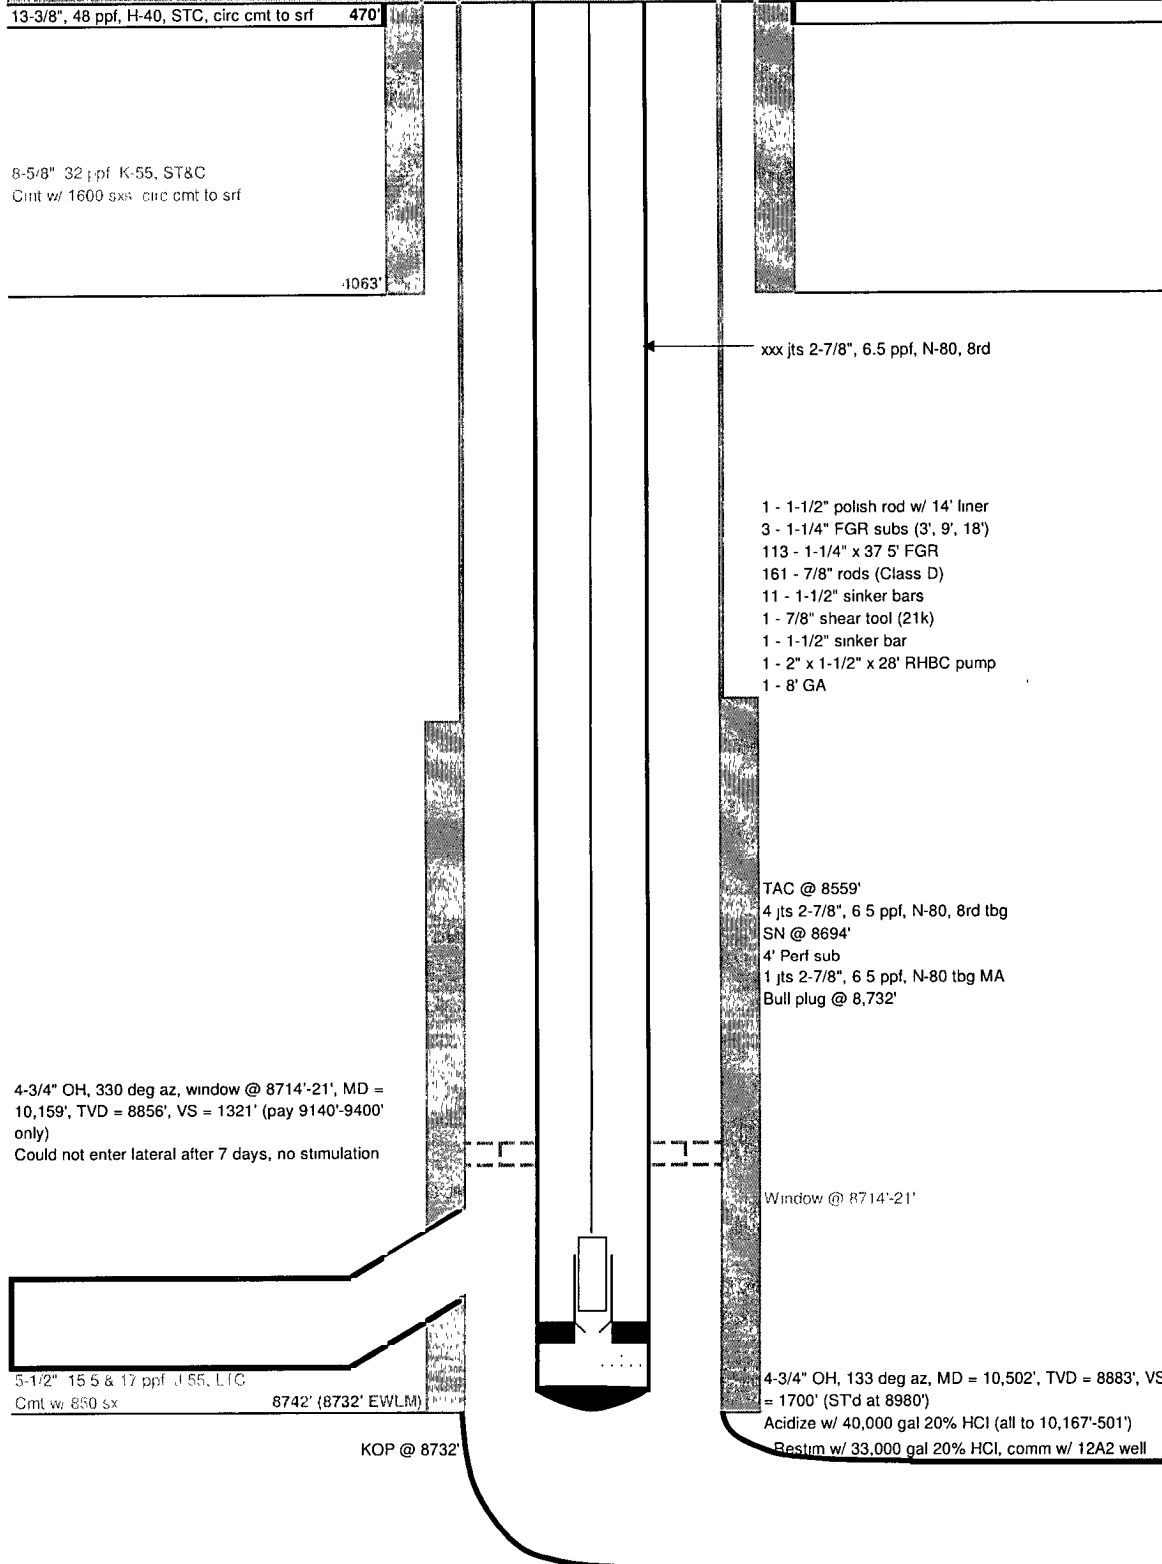 13-3/8", 48 ppf, H-40, STC, circ cmt to srf 470'
8-5/8" 32 ppf K-55, ST&C
Cmt w/ 1600 sxs circ cmt to srf
4063'
xxx jts 2-7/8", 6.5 ppf, N-80, 8rd
1 - 1-1/2" polish rod w/ 14' liner
3 - 1-1/4" FGR subs (3', 9', 18')
113 - 1-1/4" x 37 5' FGR
161 - 7/8" rods (Class D)
11 - 1-1/2" sinker bars
1 - 7/8" shear tool (21k)
1 - 1-1/2" sinker bar
1 - 2" x 1-1/2" x 28' RHBC pump
1 - 8' GA
TAC @ 8559'
4 jts 2-7/8", 6 5 ppf, N-80, 8rd tbg
SN @ 8694'
4' Perf sub
1 jts 2-7/8", 6 5 ppf, N-80 tbg MA
Bull plug @ 8,732'
4-3/4" OH, 330 deg az, window @ 8714'-21', MD =
10,159', TVD = 8856', VS = 1321' (pay 9140'-9400'
only)
Could not enter lateral after 7 days, no stimulation
Window @ 8714'-21'
5-1/2" 15 5 & 17 ppf J 55, LTC
Cmt w/ 850 sx 8742' (8732' EWLM)
KOP @ 8732'
4-3/4" OH, 133 deg az, MD = 10,502', TVD = 8883', VS
= 1700' (ST'd at 8980')
Acidize w/ 40,000 gal 20% HCl (all to 10,167'-501')
Restim w/ 33,000 gal 20% HCl, comm w/ 12A2 well